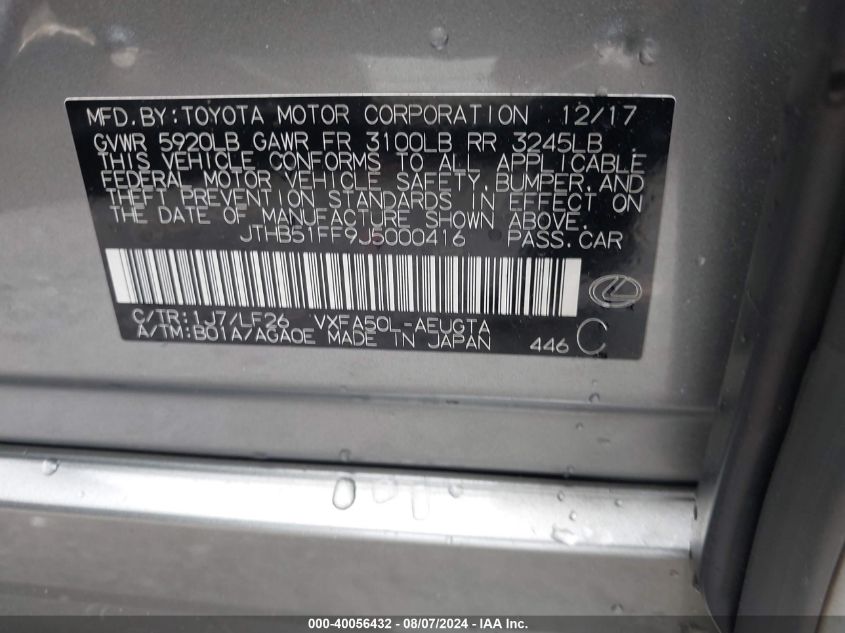 MFD.BY:TOYOTA MOTOR CORPORATION 12/17
GVWR 5920LB GAWR FR 3100LB RR 3245LB
THIS VEHICLE CONFORMS TO ALL APPLICABLE
FEDERAL MOTOR VEHICLE SAFETY, BUMPER, AND
THEFT PREVENTION STANDARDS IN EFFECT ON
THE DATE OF MANUFACTURE SHOWN ABOVE.
JTHB51FF9J5000416 PASS.CAR
C/TR:1J7/LF26 VXFA50L-AEUGTA
A/TM:B01A/AGA0E MADE IN JAPAN
446 C
000-40056432 - 08/07/2024 - IAA Inc.